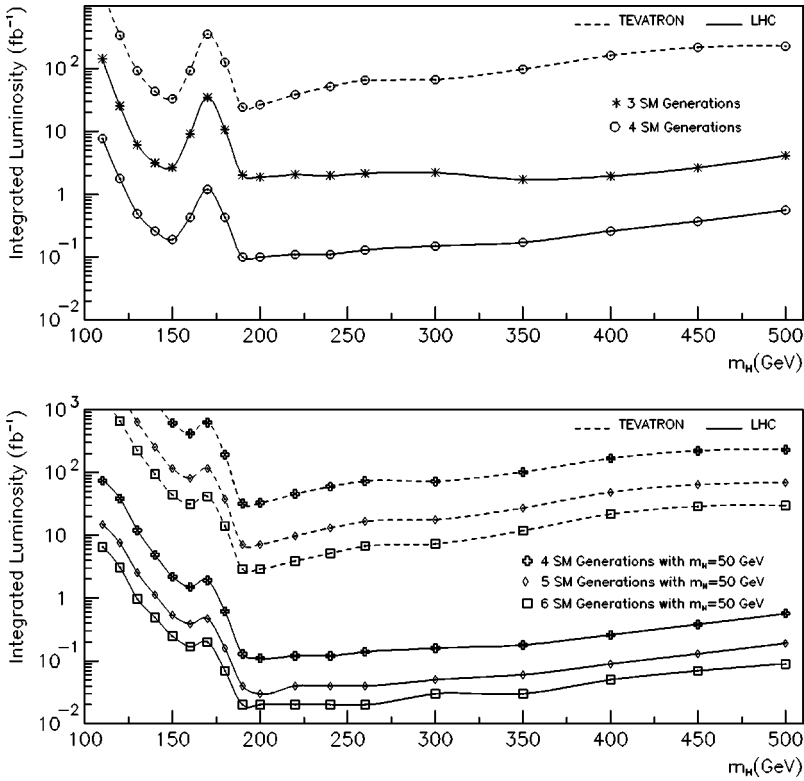 Integrated Luminosity (fb⁻¹)
TEVATRON LHC
3 SM Generations
4 SM Generations
10²
10
1
10⁻¹
10⁻²
100 150 200 250 300 350 400 450 500
m_H(GeV)
Integrated Luminosity (fb⁻¹)
TEVATRON LHC
4 SM Generations with m_N=50 GeV
5 SM Generations with m_N=50 GeV
6 SM Generations with m_N=50 GeV
10³
10²
10
1
10⁻¹
10⁻²
100 150 200 250 300 350 400 450 500
m_H(GeV)